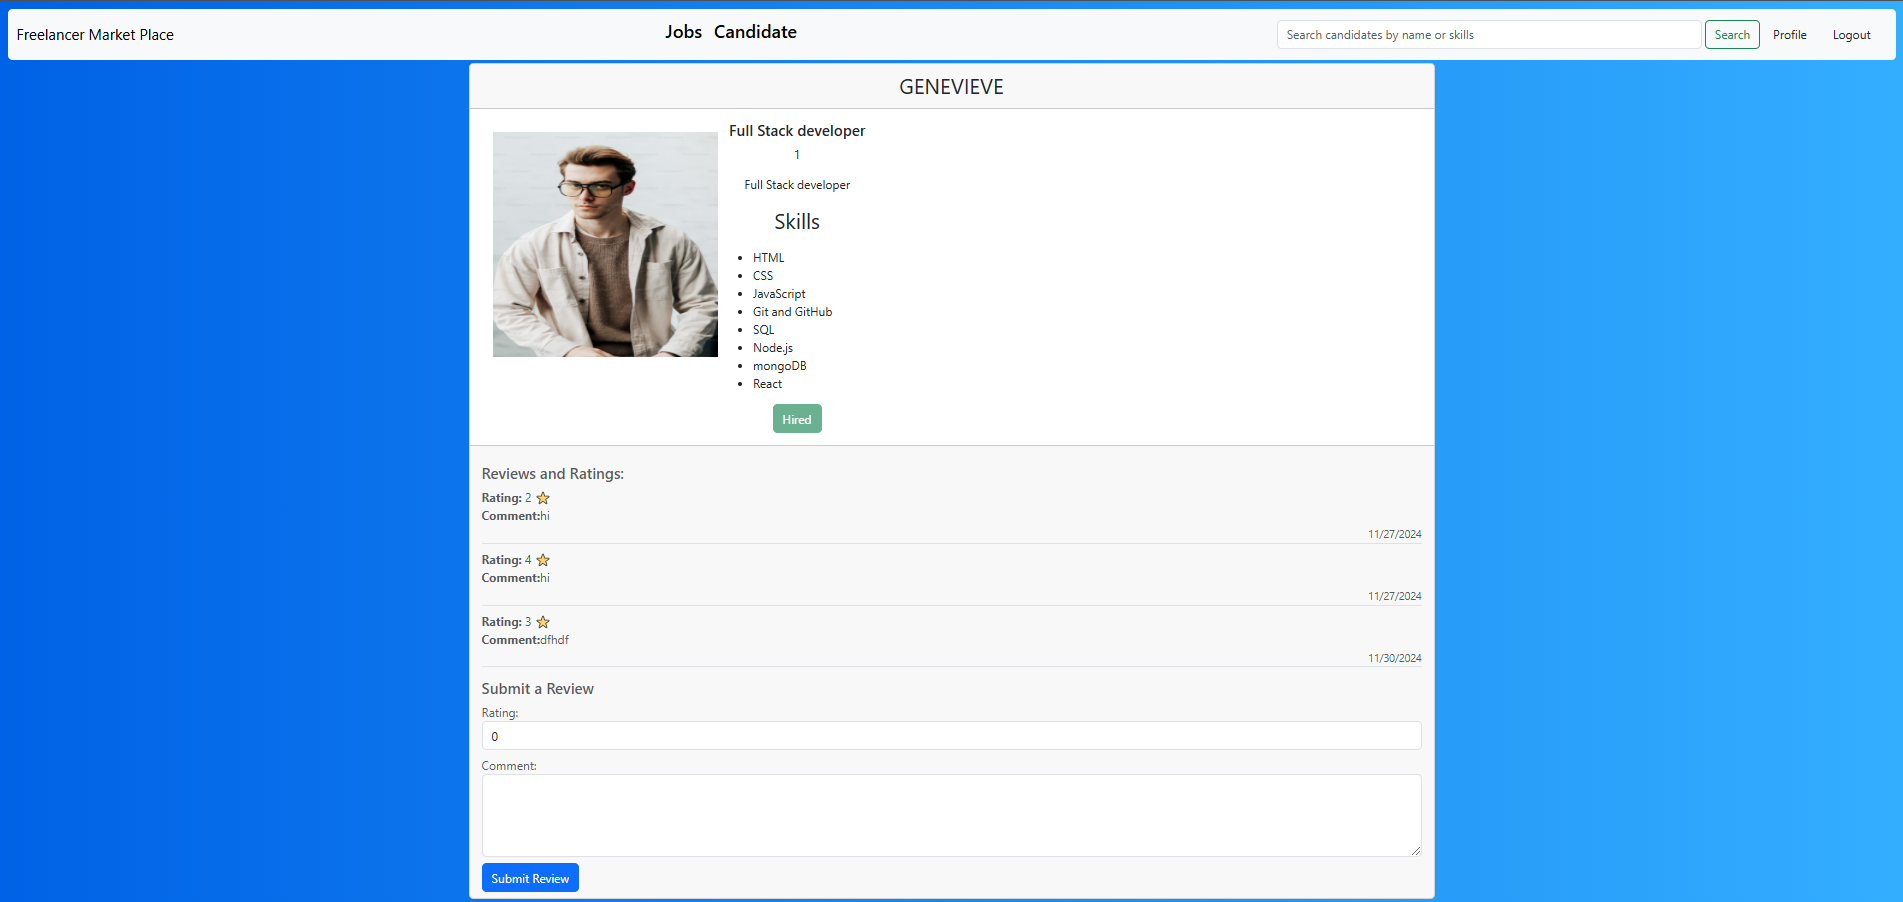 Freelancer Market Place
Jobs Candidate
Search candidates by name or skills
Search
Profile
Logout
GENEVIEVE
Full Stack developer
1
Full Stack developer
Skills
HTML
CSS
JavaScript
Git and GitHub
SQL
Node.js
mongoDB
React
Hired
Reviews and Ratings:
Rating: 2
Comment:hi
11/27/2024
Rating: 4
Comment:hi
11/27/2024
Rating: 3
Comment:dfhdf
11/30/2024
Submit a Review
Rating:
0
Comment:
Submit Review